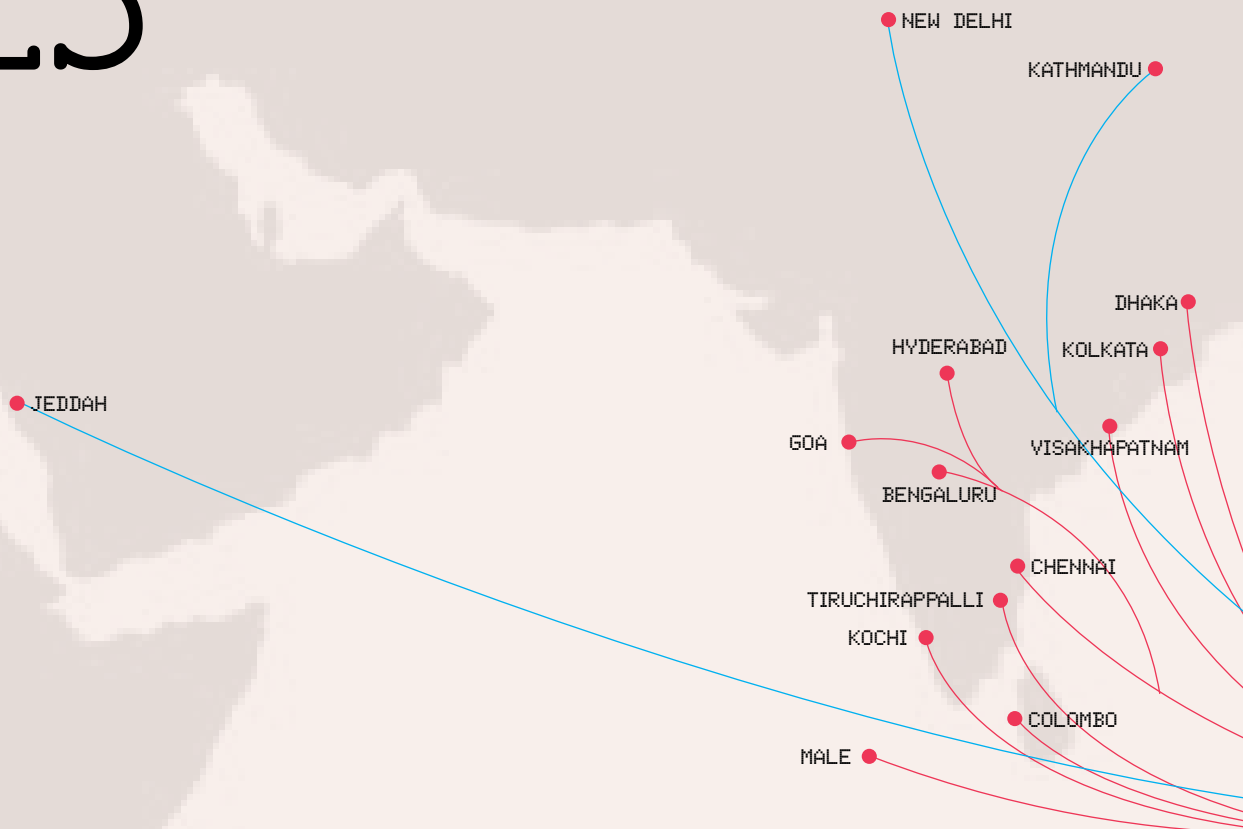 NEW DELHI
KATHMANDU
DHAKA
HYDERABAD
KOLKATA
JEDDAH
GOA
VISAKHAPATNAM
BENGALURU
CHENNAI
TIRUCHIRAPPALLI
KOCHI
COLOMBO
MALE